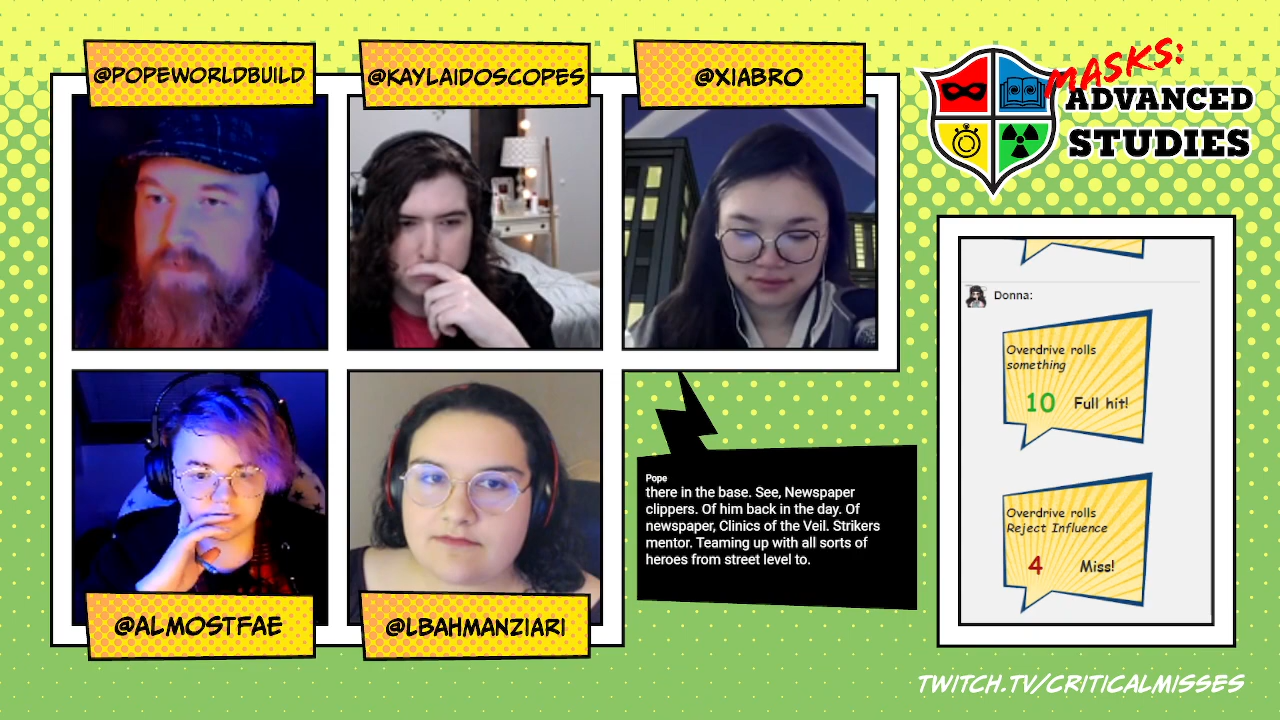 @POPEWORLDBUILD
@KAYLAIDOSCOPES
@XIABRO
MASKS:
ADVANCED
STUDIES
Donna:
Overdrive rolls
something
10 Full hit!
Overdrive rolls
Reject Influence
4 Miss!
Pope
there in the base. See, Newspaper
clippers. Of him back in the day. Of
newspaper, Clinics of the Veil. Strikers
mentor. Teaming up with all sorts of
heroes from street level to.
@ALMOSTFAE
@LBAHMANZIARI
TWITCH.TV/CRITICALMISSES